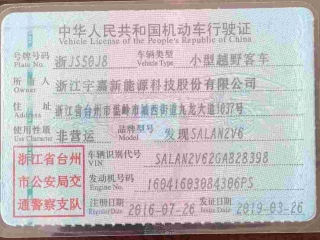 中华人民共和国机动车行驶证
Vehicle License of the People's Republic of China
号牌号码 浙JS50J8 车辆类型 小型越野客车
Plate No. Vehicle Type
所有人 浙江宇嘉新能源科技股份有限公司
Owner
住址 浙江省台州市温岭市城西街道九龙大道1037号
Address
使用性质 非营运 品牌型号 发现SALAN2V6
Use Character Model
浙江省台州市公安局交通警察支队
车辆识别代号 SALAN2V62GA828398
VIN
发动机号码 16041603084306PS
Engine No.
注册日期 2016-07-26 发证日期 2019-03-26
Register Date Issue Date